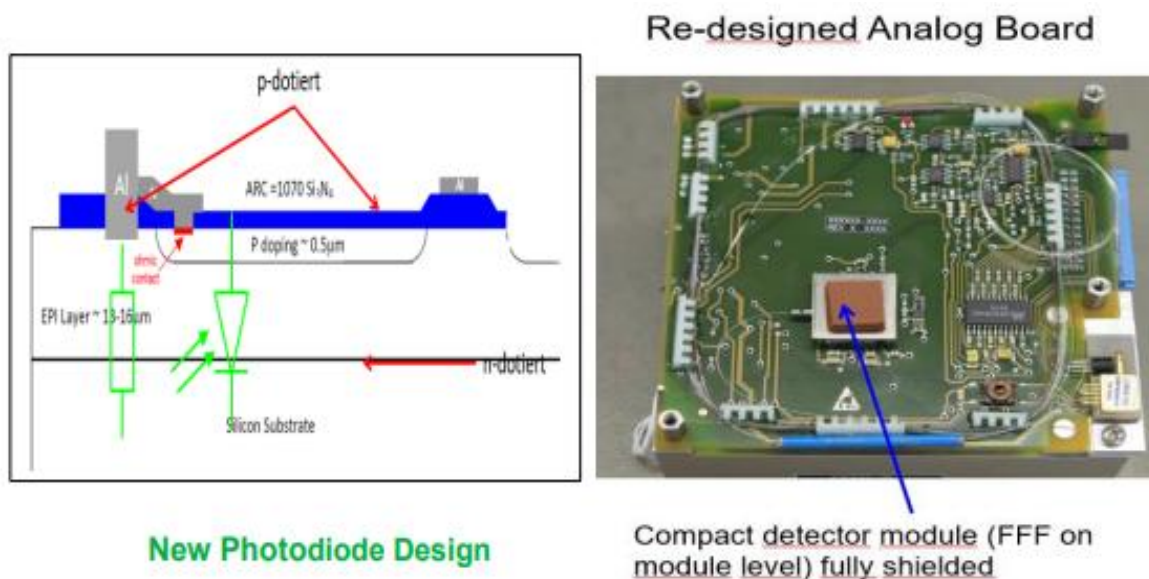 Re-designed Analog Board
p-dotiert
Al
ARC =1070 Si₃N₄
P doping ~ 0.5µm
ohmic
contact
EPI Layer ~ 13-16µm
n-dotiert
Silicon Substrate
New Photodiode Design
Compact detector module (FFF on
module level) fully shielded